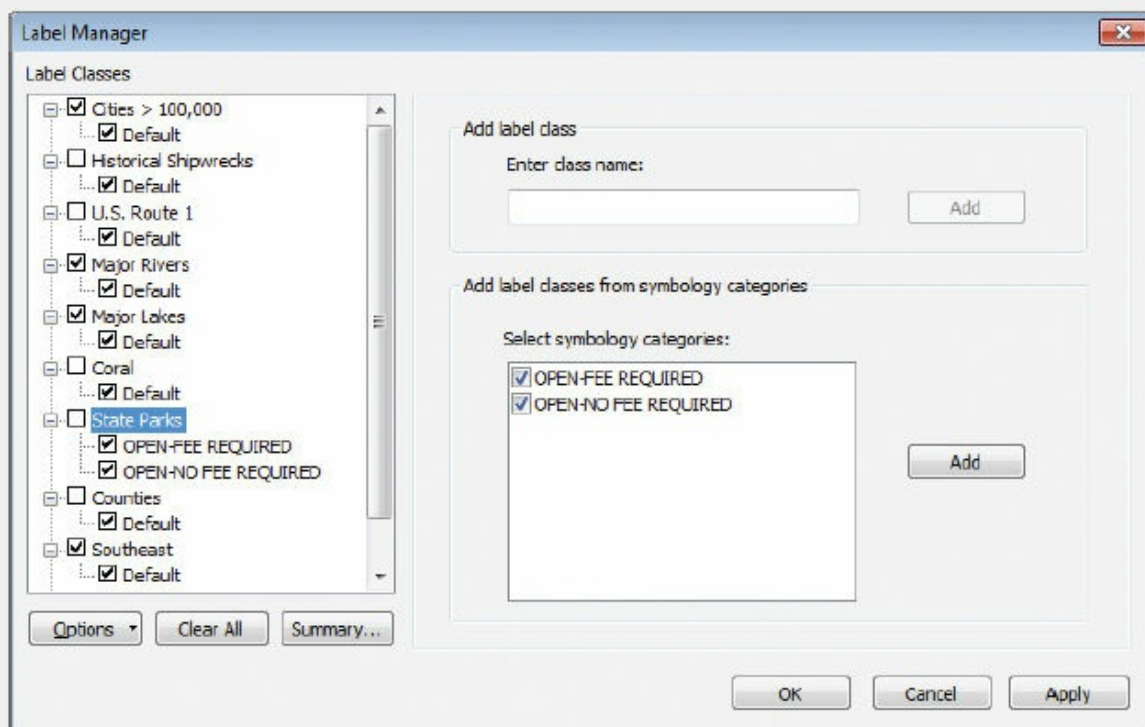 Label Manager
Label Classes
Cities > 100,000
Default
Historical Shipwrecks
Default
U.S. Route 1
Default
Major Rivers
Default
Major Lakes
Default
Coral
Default
State Parks
OPEN-FEE REQUIRED
OPEN-NO FEE REQUIRED
Counties
Default
Southeast
Default
Options
Clear All
Summary...
Add label class
Enter class name:
Add
Add label classes from symbology categories
Select symbology categories:
OPEN-FEE REQUIRED
OPEN-NO FEE REQUIRED
Add
OK
Cancel
Apply